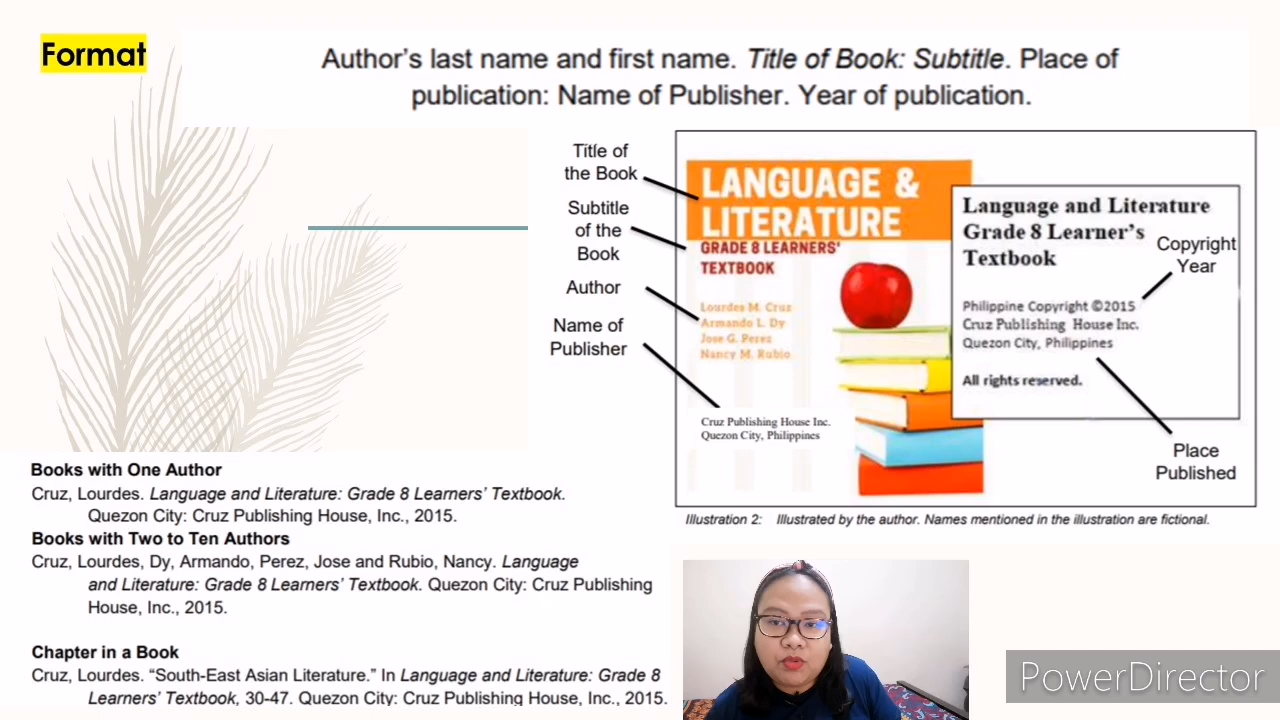 Format
Author's last name and first name. Title of Book: Subtitle. Place of
publication: Name of Publisher. Year of publication.
Title of
the Book
Subtitle
of the
Book
Author
Name of
Publisher
LANGUAGE &
LITERATURE
GRADE 8 LEARNERS'
TEXTBOOK
Lourdes M. Cruz
Armando L. Dy
Jose G. Perez
Nancy M. Rubio
Cruz Publishing House Inc.
Quezon City, Philippines
Language and Literature
Grade 8 Learner's
Textbook
Copyright
Year
Philippine Copyright ©2015
Cruz Publishing House Inc.
Quezon City, Philippines
All rights reserved.
Place
Published
Illustration 2: Illustrated by the author. Names mentioned in the illustration are fictional.
Books with One Author
Cruz, Lourdes. Language and Literature: Grade 8 Learners' Textbook.
Quezon City: Cruz Publishing House, Inc., 2015.
Books with Two to Ten Authors
Cruz, Lourdes, Dy, Armando, Perez, Jose and Rubio, Nancy. Language
and Literature: Grade 8 Learners' Textbook. Quezon City: Cruz Publishing
House, Inc., 2015.
Chapter in a Book
Cruz, Lourdes. “South-East Asian Literature.” In Language and Literature: Grade 8
Learners' Textbook, 30-47. Quezon City: Cruz Publishing House, Inc., 2015.
PowerDirector